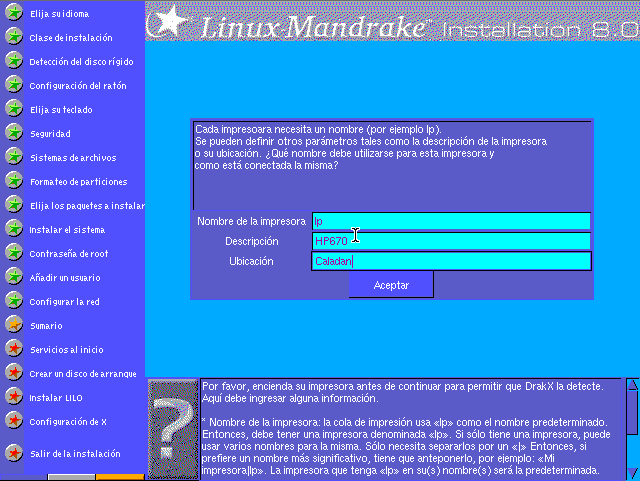 Elija su idioma
Clase de instalación
Detección del disco rígido
Configuración del ratón
Elija su teclado
Seguridad
Sistemas de archivos
Formateo de particiones
Elija los paquetes a instalar
Instalar el sistema
Contraseña de root
Añadir un usuario
Configurar la red
Sumario
Servicios al inicio
Crear un disco de arranque
Instalar LILO
Configuración de X
Salir de la instalación
Linux-Mandrake™ Installation 8.0
Cada impresoara necesita un nombre (por ejemplo lp).
Se pueden definir otros parámetros tales como la descripción de la impresora
o su ubicación. ¿Qué nombre debe utilizarse para esta impresora y
como está conectada la misma?
Nombre de la impresora lp
Descripción HP670
Ubicación Caladan
Aceptar
Por favor, encienda su impresora antes de continuar para permitir que DrakX la detecte.
Aquí debe ingresar alguna información.
* Nombre de la impresora: la cola de impresión usa «lp» como el nombre predeterminado.
Entonces, debe tener una impresora denominada «lp». Si sólo tiene una impresora, puede
usar varios nombres para la misma. Sólo necesita separarlos por un «|» Entonces, si
prefiere un nombre más significativo, tiene que anteponerlo, por ejemplo: «Mi
impresora|lp». La impresora que tenga «lp» en su(s) nombre(s) será la predeterminada.